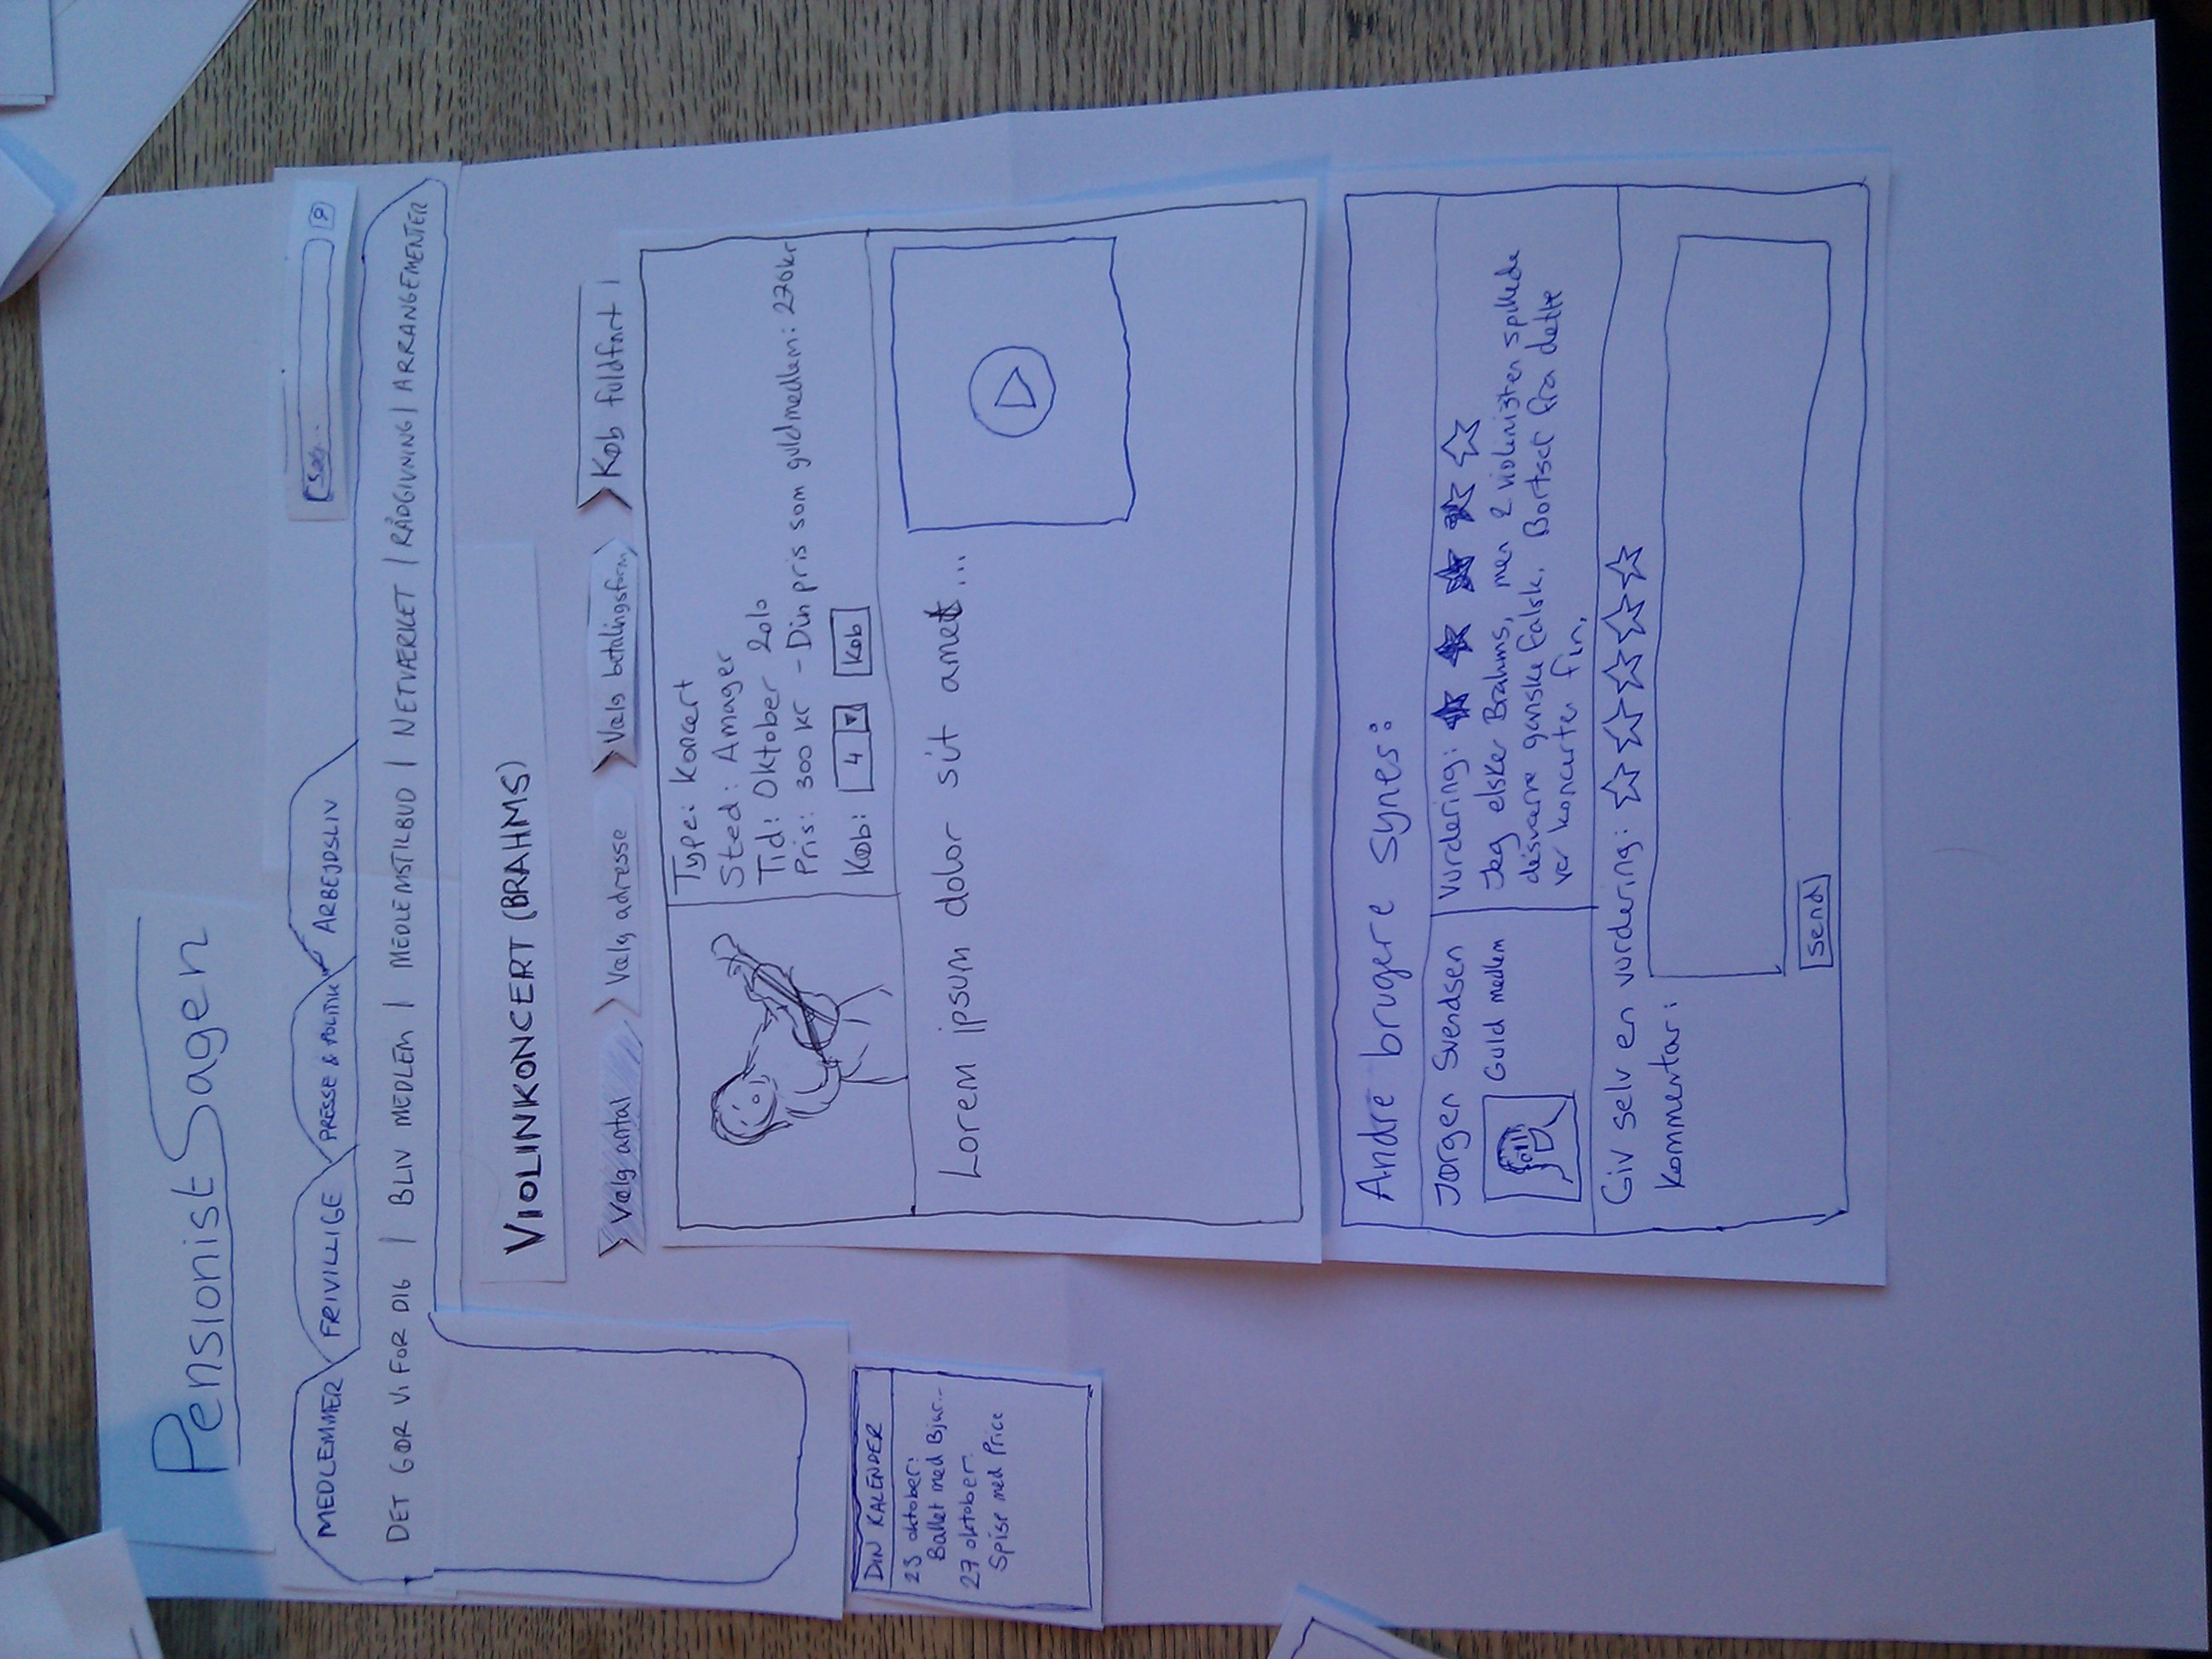 PensionistSagen
Søg...
MEDLEMMER FRIVILLIGE PRESSE & POLITIK ARBEJDSLIV
DET GØR VI FOR DIG | BLIV MEDLEM | MEDLEMSTILBUD | NETVÆRKET | RÅDGIVNING | ARRANGEMENTER
VIOLINKONCERT (BRAHMS)
Vælg antal Vælg adresse Vælg betalingsform Køb fuldført
Type: Koncert
Sted: Amager
Tid: Oktober 2010
Pris: 300 kr - Din pris som guldmedlem: 270kr
Køb: 4 Køb
Lorem ipsum dolor sit amet...
DIN KALENDER
23 oktober:
Ballet med Bjur...
27 oktober:
Spise med Price
Andre brugere synes:
Jørgen Svendsen
Guld medlem
Vurdering:
Jeg elsker Brahms, men 2 violinisten spillede
desværre ganske falsk. Bortset fra dette
var koncerten fin.
Giv selv en vurdering:
Kommentar:
Send